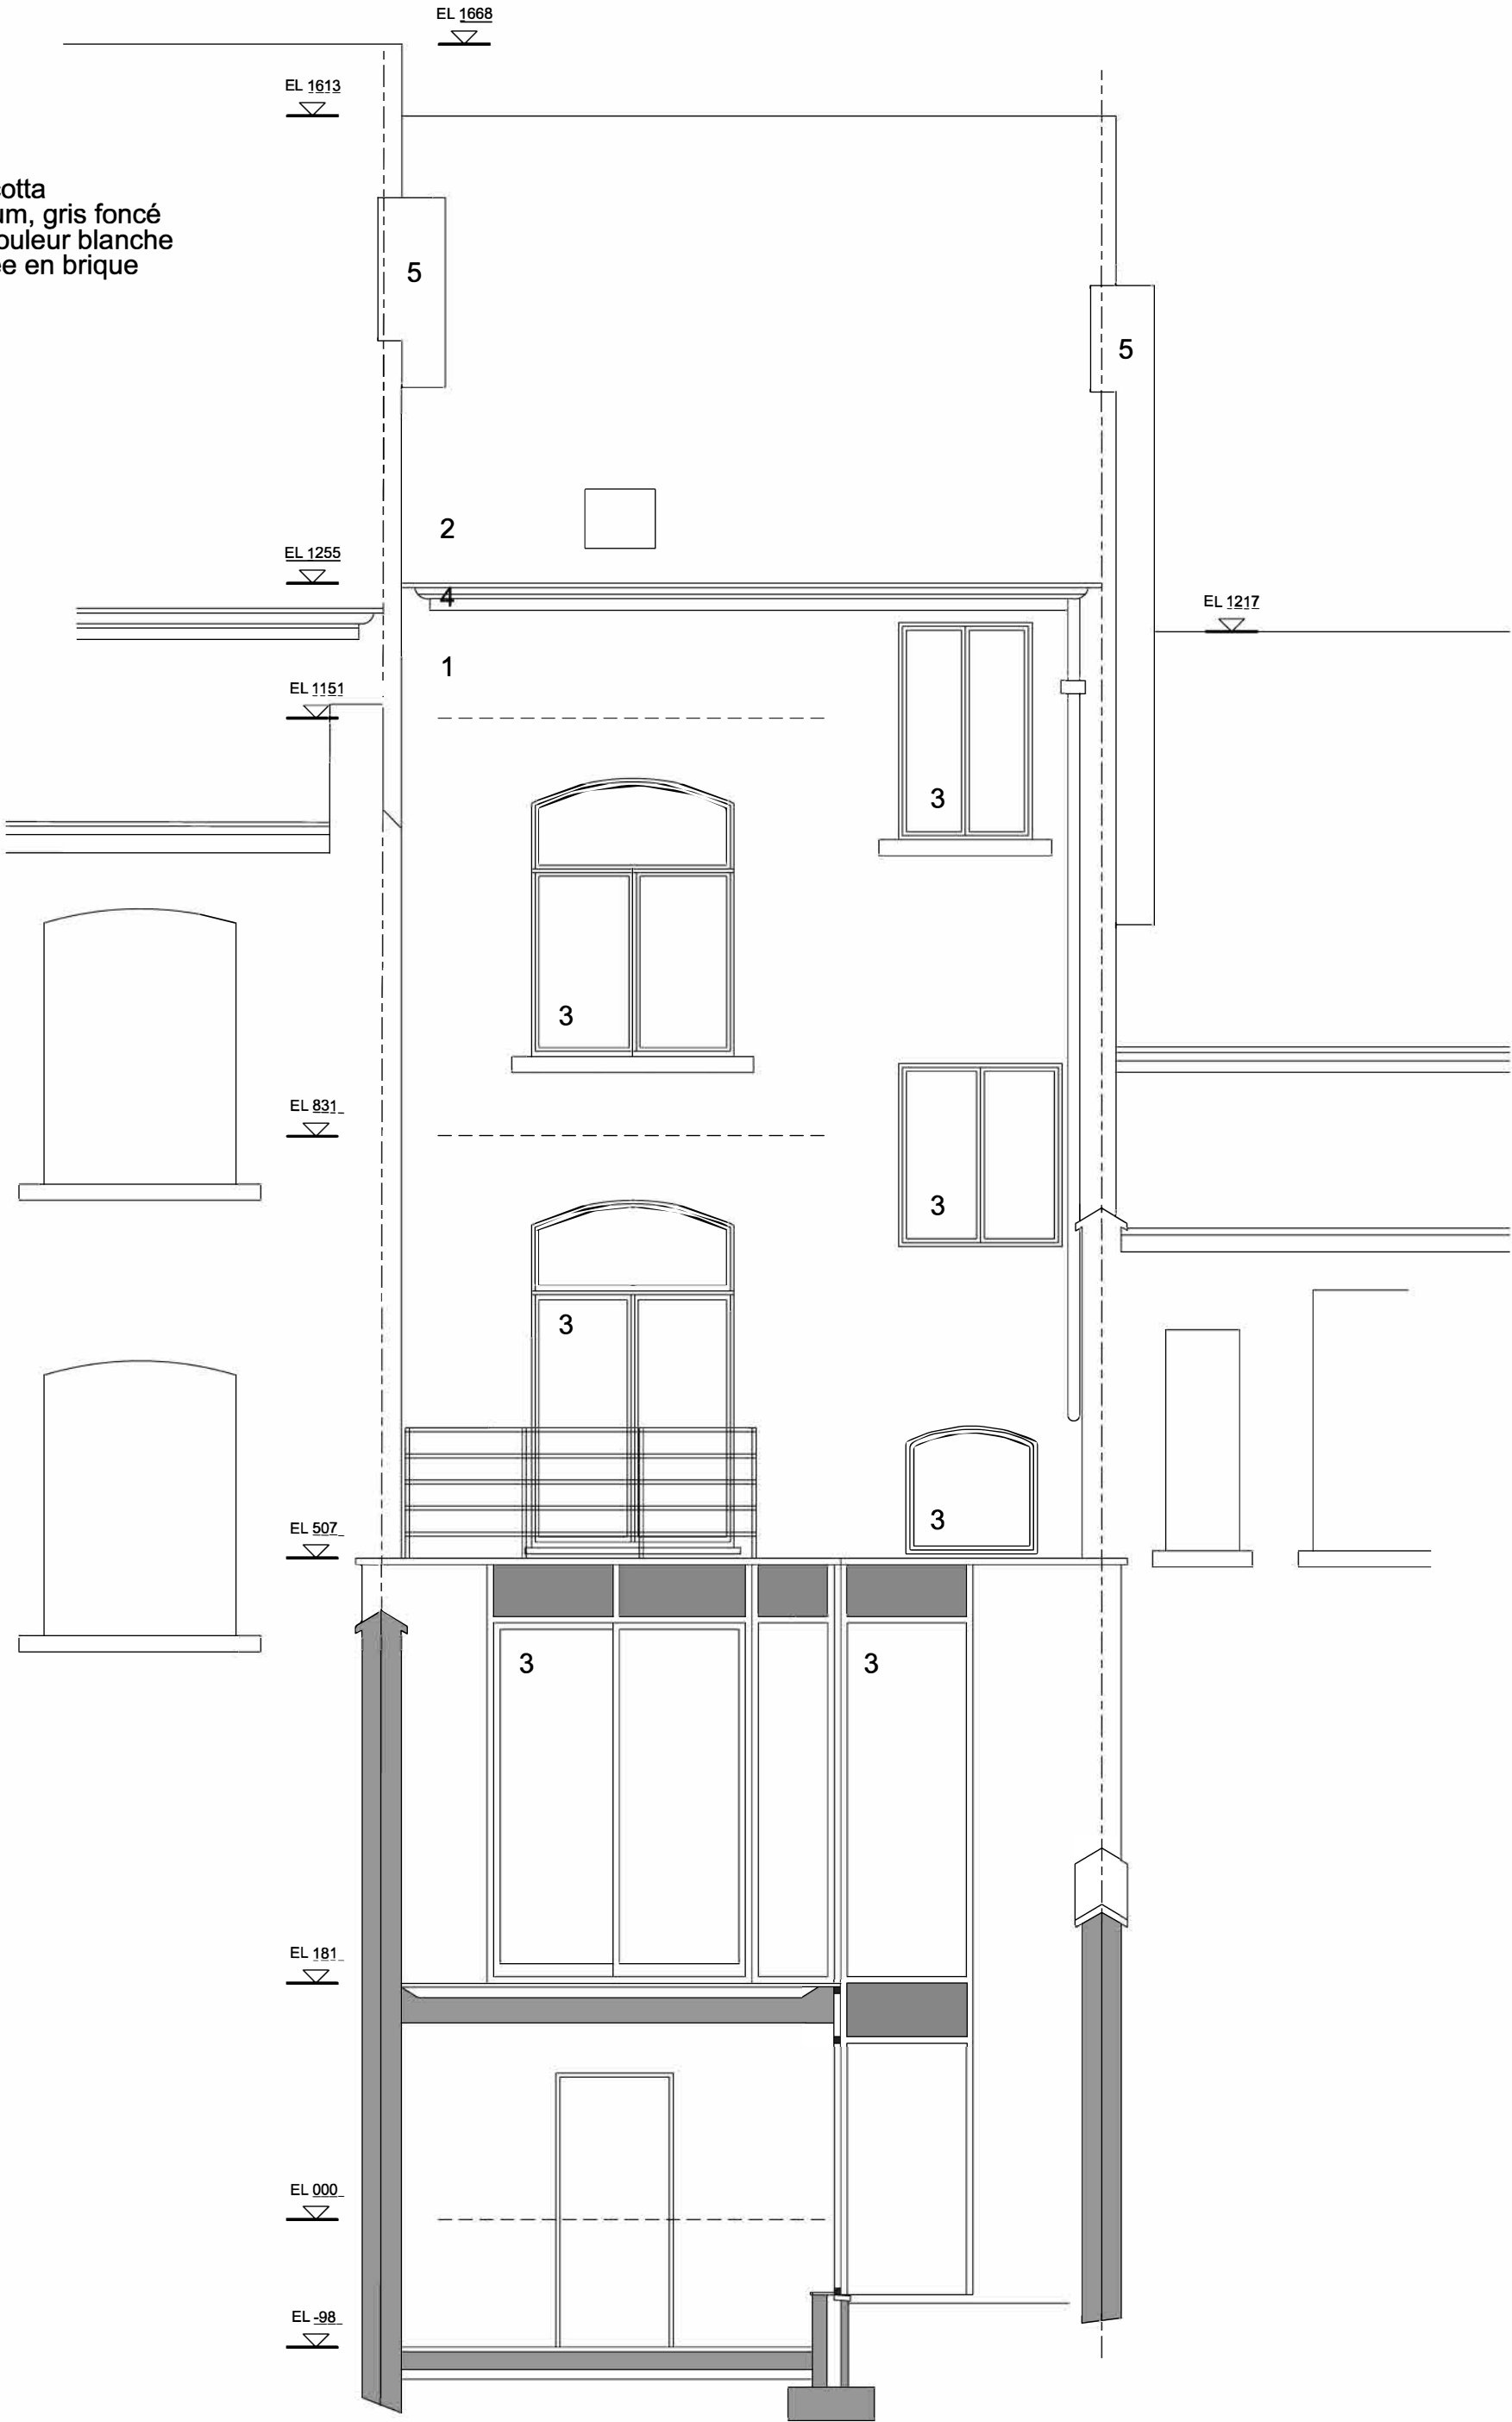 EL 1668
EL 1613
otta
um, gris foncé
ouleur blanche
e en brique
5
5
2
EL 1255
4
EL 1217
1
EL 1151
3
3
EL 831
3
3
3
EL 507
3
3
EL 181
EL 000
EL -98